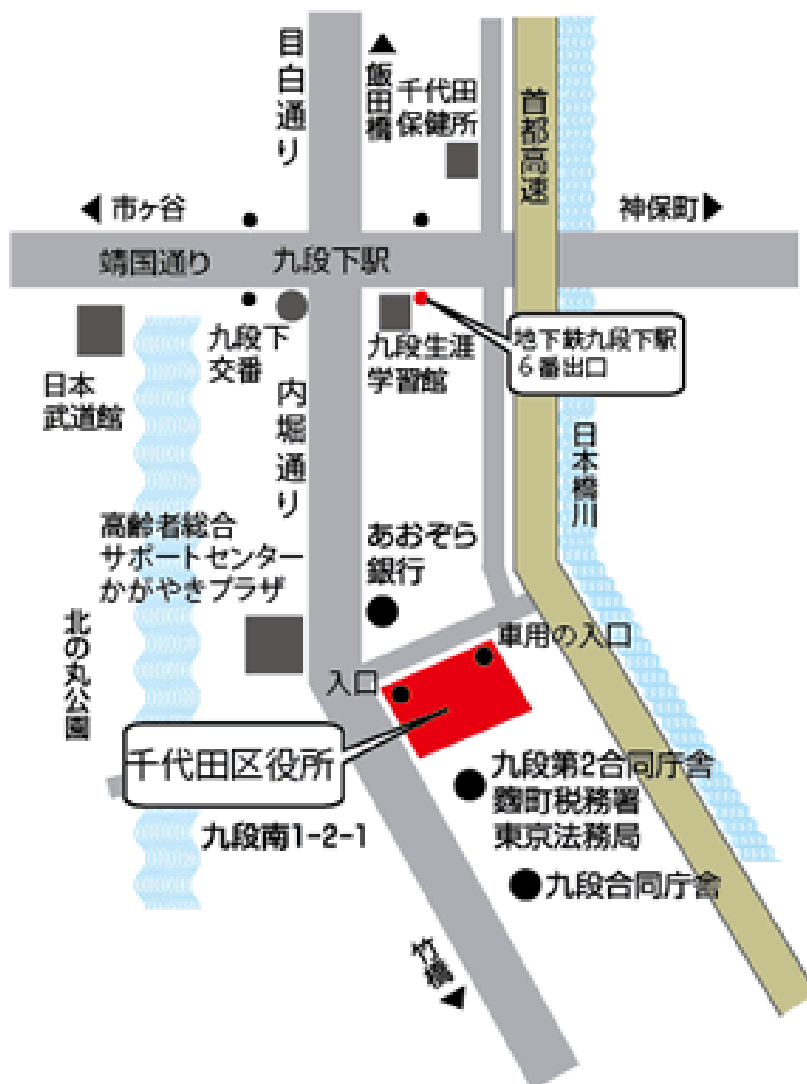 目白通り
飯田橋
千代田
保健所
首都高速
市ヶ谷
神保町
靖国通り
九段下駅
九段下
交番
九段生涯
学習館
地下鉄九段下駅
6番出口
日本
武道館
内堀通り
日本橋川
高齢者総合
サポートセンター
かがやきプラザ
あおぞら
銀行
北の丸公園
車用の入口
入口
千代田区役所
九段南1-2-1
九段第2合同庁舎
麹町税務署
東京法務局
九段合同庁舎
竹橋